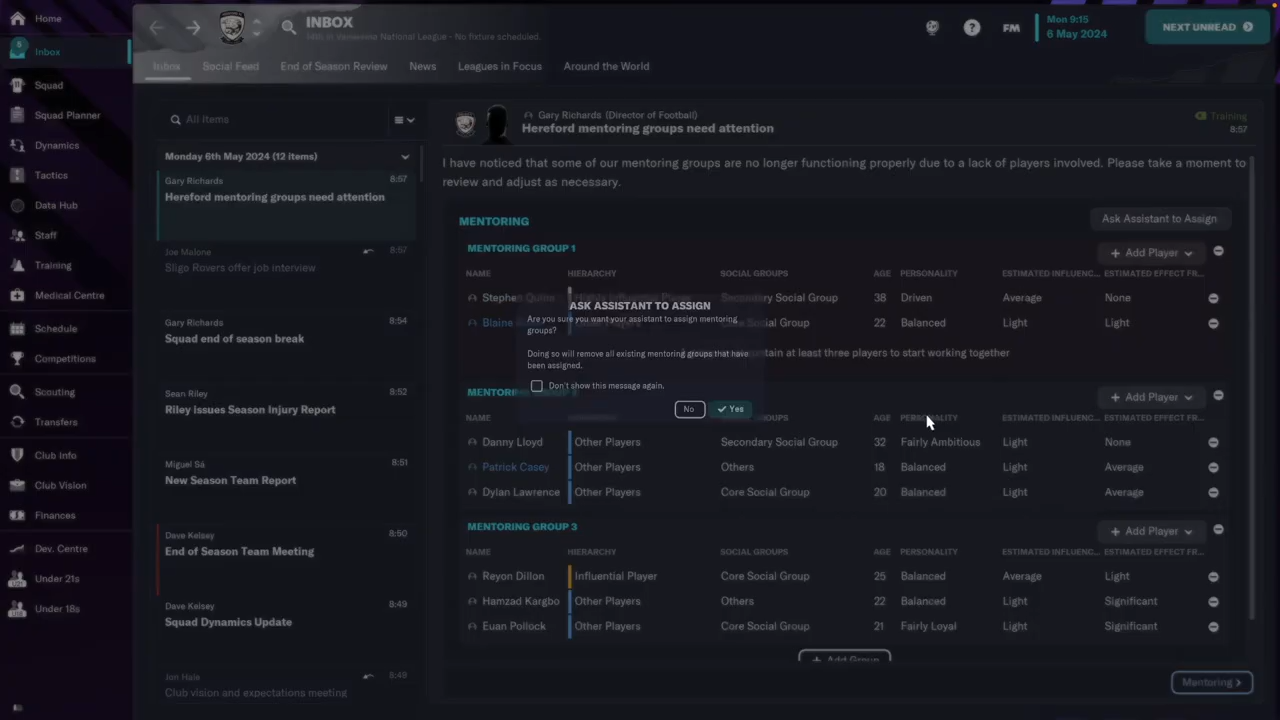 Home
INBOX
14th in Vanarama National League - No fixture scheduled.
FM
Mon 9:15
6 May 2024
NEXT UNREAD
5
Inbox
Inbox
Social Feed
End of Season Review
News
Leagues in Focus
Around the World
Squad
Squad Planner
Dynamics
Tactics
Data Hub
Staff
Training
Medical Centre
Schedule
Competitions
Scouting
Transfers
Club Info
Club Vision
Finances
Dev. Centre
Under 21s
Under 18s
All Items
Monday 6th May 2024 (12 items)
Gary Richards 8:57
Hereford mentoring groups need attention
Joe Malone 8:57
Sligo Rovers offer job interview
Gary Richards 8:54
Squad end of season break
Sean Riley 8:52
Riley issues Season Injury Report
Miguel Sá 8:51
New Season Team Report
Dave Kelsey 8:50
End of Season Team Meeting
Dave Kelsey 8:49
Squad Dynamics Update
Jon Hale 8:49
Club vision and expectations meeting
Gary Richards (Director of Football)
Hereford mentoring groups need attention
Training
8:57
I have noticed that some of our mentoring groups are no longer functioning properly due to a lack of players involved. Please take a moment to
review and adjust as necessary.
MENTORING
Ask Assistant to Assign
MENTORING GROUP 1
Add Player
NAME HIERARCHY SOCIAL GROUPS AGE PERSONALITY ESTIMATED INFLUENC... ESTIMATED EFFECT FR...
Stephen Secondary Social Group 38 Driven Average None
Blaine Core Social Group 22 Balanced Light Light
at least three players to start working together
ASK ASSISTANT TO ASSIGN
Are you sure you want your assistant to assign mentoring
groups?
Doing so will remove all existing mentoring groups that have
been assigned.
Don't show this message again.
No
Yes
Add Player
NAME PERSONALITY ESTIMATED INFLUENC... ESTIMATED EFFECT FR...
Danny Lloyd Other Players Secondary Social Group 32 Fairly Ambitious Light None
Patrick Casey Other Players Others 18 Balanced Light Average
Dylan Lawrence Other Players Core Social Group 20 Balanced Light Average
MENTORING GROUP 3
Add Player
NAME HIERARCHY SOCIAL GROUPS AGE PERSONALITY ESTIMATED INFLUENC... ESTIMATED EFFECT FR...
Reyon Dillon Influential Player Core Social Group 25 Balanced Average Light
Hamzad Kargbo Other Players Others 22 Balanced Light Significant
Euan Pollock Other Players Core Social Group 21 Fairly Loyal Light Significant
Add Group
Mentoring